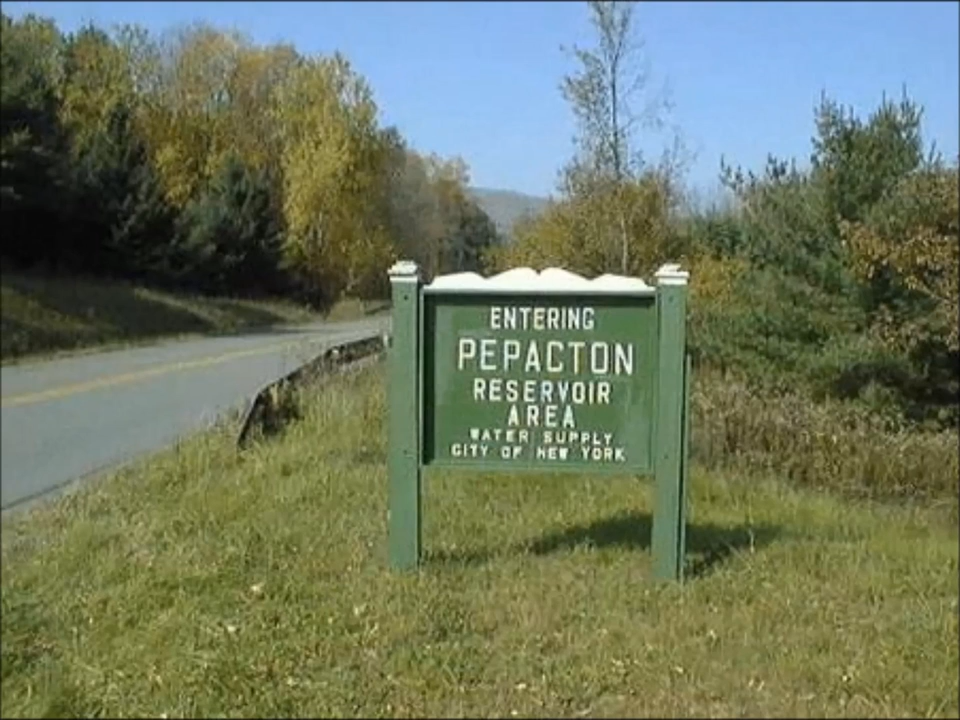 ENTERING
PEPACTON
RESERVOIR
AREA
WATER SUPPLY
CITY OF NEW YORK